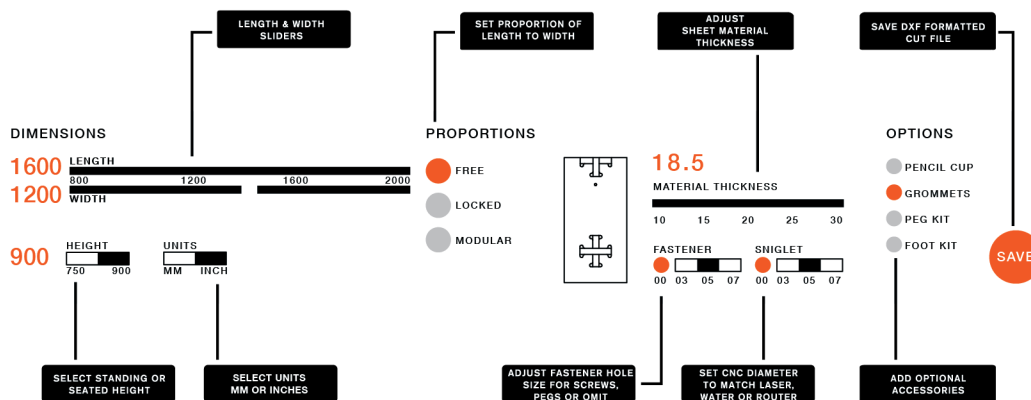 LENGTH & WIDTH
SLIDERS
SET PROPORTION OF
LENGTH TO WIDTH
ADJUST
SHEET MATERIAL
THICKNESS
SAVE DXF FORMATTED
CUT FILE
DIMENSIONS
1600
LENGTH
800 1200 1600 2000
1200
WIDTH
900
HEIGHT
750 900
UNITS
MM INCH
PROPORTIONS
FREE
LOCKED
MODULAR
18.5
MATERIAL THICKNESS
10 15 20 25 30
FASTENER
00 03 05 07
SNIGLET
00 03 05 07
OPTIONS
PENCIL CUP
GROMMETS
PEG KIT
FOOT KIT
SAVE
SELECT STANDING OR
SEATED HEIGHT
SELECT UNITS
MM OR INCHES
ADJUST FASTENER HOLE
SIZE FOR SCREWS,
PEGS OR OMIT
SET CNC DIAMETER
TO MATCH LASER,
WATER OR ROUTER
ADD OPTIONAL
ACCESSORIES